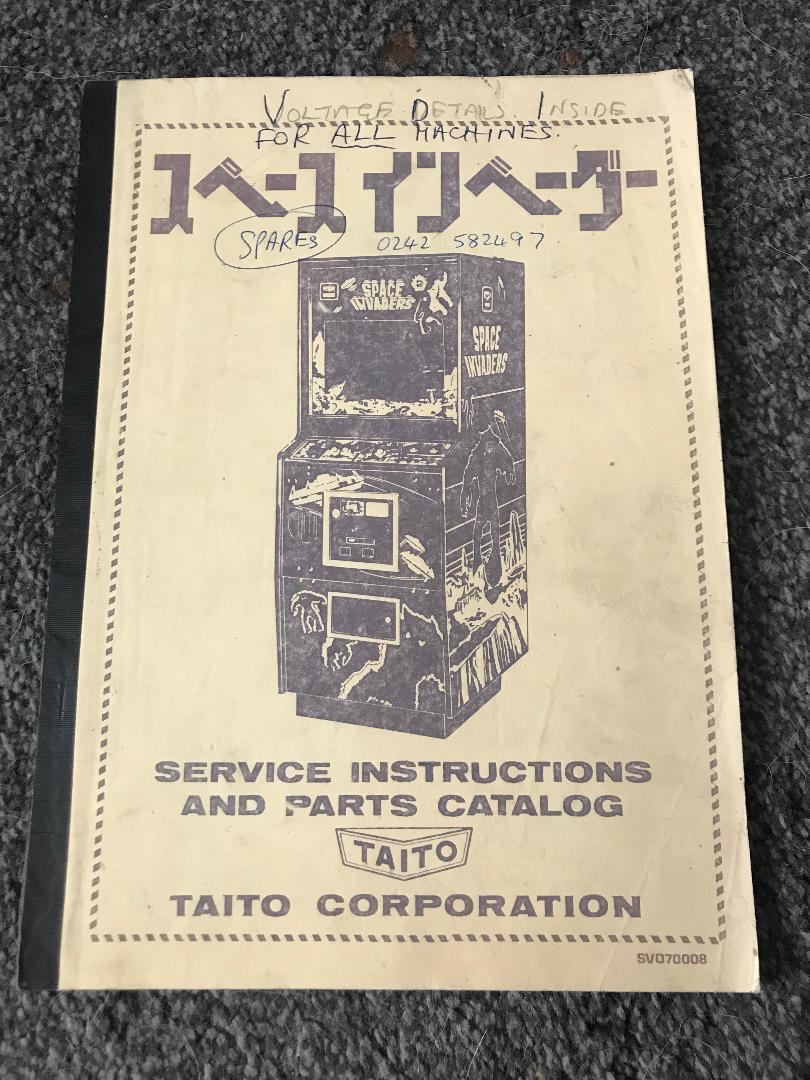 VOLTAGE DETAILS INSIDE
FOR ALL MACHINES.
スペースインベーダー
SPARES 0242 582497
SPACE
INVADERS
SPACE
INVADERS
SERVICE INSTRUCTIONS
AND PARTS CATALOG
TAITO
TAITO CORPORATION
SV070008